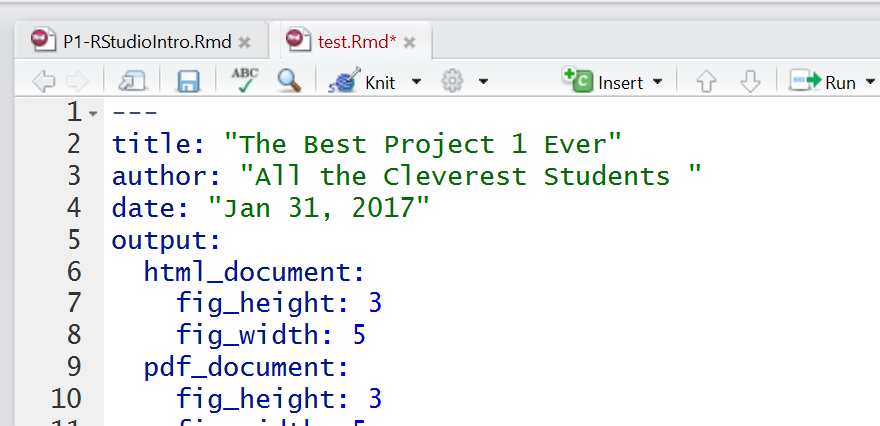 P1-RStudioIntro.Rmd test.Rmd*
ABC Knit Insert Run
1 ---
2 title: "The Best Project 1 Ever"
3 author: "All the Cleverest Students "
4 date: "Jan 31, 2017"
5 output:
6 html_document:
7 fig_height: 3
8 fig_width: 5
9 pdf_document:
10 fig_height: 3